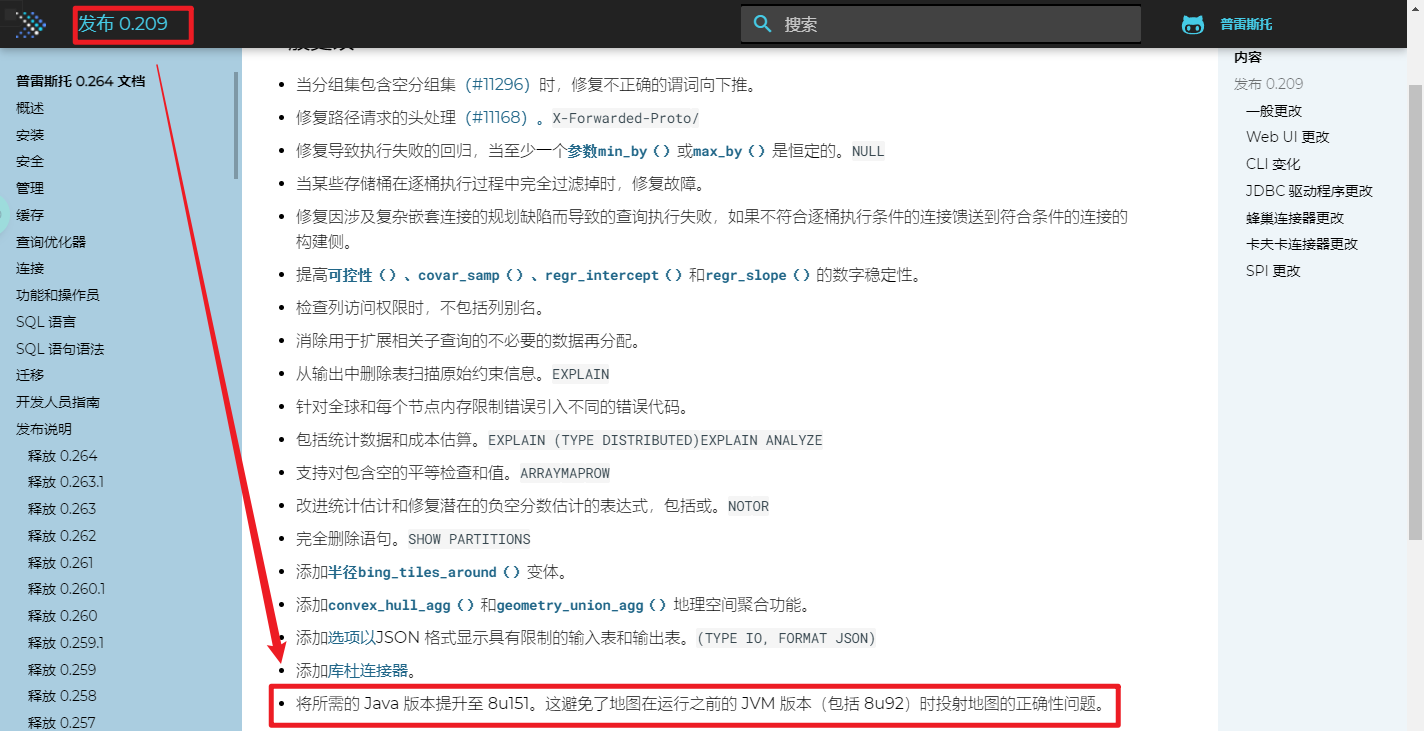 发布 0.209
搜索
普雷斯托
普雷斯托 0.264 文档
概述
安装
安全
管理
缓存
查询优化器
连接
功能和操作员
SQL 语言
SQL 语句语法
迁移
开发人员指南
发布说明
释放 0.264
释放 0.263.1
释放 0.263
释放 0.262
释放 0.261
释放 0.260.1
释放 0.260
释放 0.259.1
释放 0.259
释放 0.258
释放 0.257
当分组集包含空分组集（#11296）时，修复不正确的谓词向下推。
修复路径请求的头处理（#11168）。X-Forwarded-Proto/
修复导致执行失败的回归，当至少一个参数min_by（）或max_by（）是恒定的。NULL
当某些存储桶在逐桶执行过程中完全过滤掉时，修复故障。
修复因涉及复杂嵌套连接的规划缺陷而导致的查询执行失败，如果不符合逐桶执行条件的连接馈送到符合条件的连接的
构建侧。
提高可控性（）、covar_samp（）、regr_intercept（）和regr_slope（）的数字稳定性。
检查列访问权限时，不包括列别名。
消除用于扩展相关子查询的不必要的数据再分配。
从输出中删除表扫描原始约束信息。EXPLAIN
针对全球和每个节点内存限制错误引入不同的错误代码。
包括统计数据和成本估算。EXPLAIN (TYPE DISTRIBUTED)EXPLAIN ANALYZE
支持对包含空的平等检查和值。ARRAYMAPROW
改进统计估计和修复潜在的负空分数估计的表达式，包括或。NOTOR
完全删除语句。SHOW PARTITIONS
添加半径bing_tiles_around（）变体。
添加convex_hull_agg（）和geometry_union_agg（）地理空间聚合功能。
添加选项以JSON 格式显示具有限制的输入表和输出表。(TYPE IO, FORMAT JSON)
添加库杜连接器。
将所需的 Java 版本提升至 8u151。这避免了地图在运行之前的 JVM 版本（包括 8u92）时投射地图的正确性问题。
内容
发布 0.209
一般更改
Web UI 更改
CLI 变化
JDBC 驱动程序更改
蜂巢连接器更改
卡夫卡连接器更改
SPI 更改